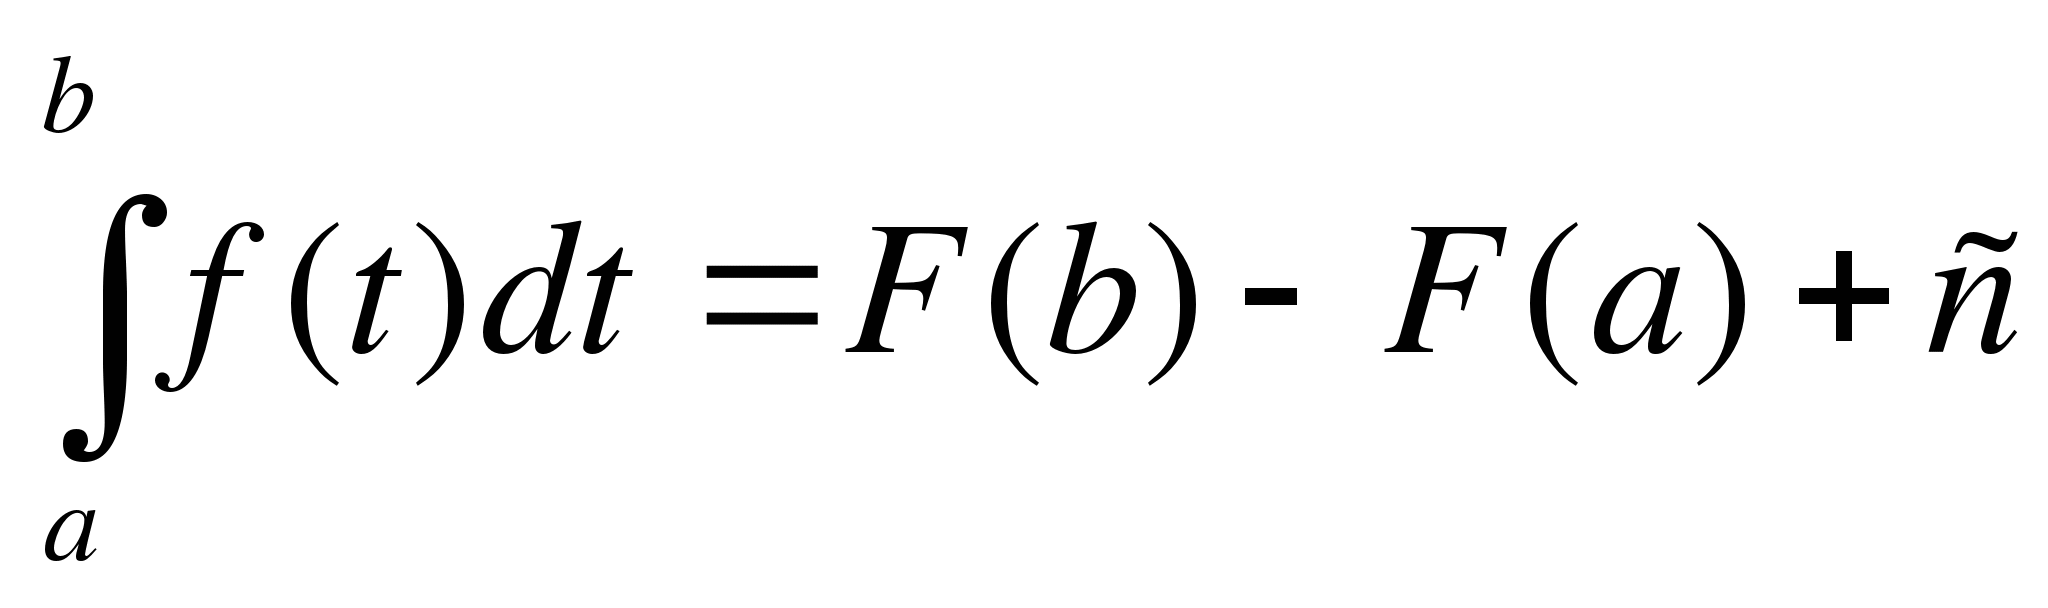 b
∫f(t)dt = F(b) - F(a) + ñ
a